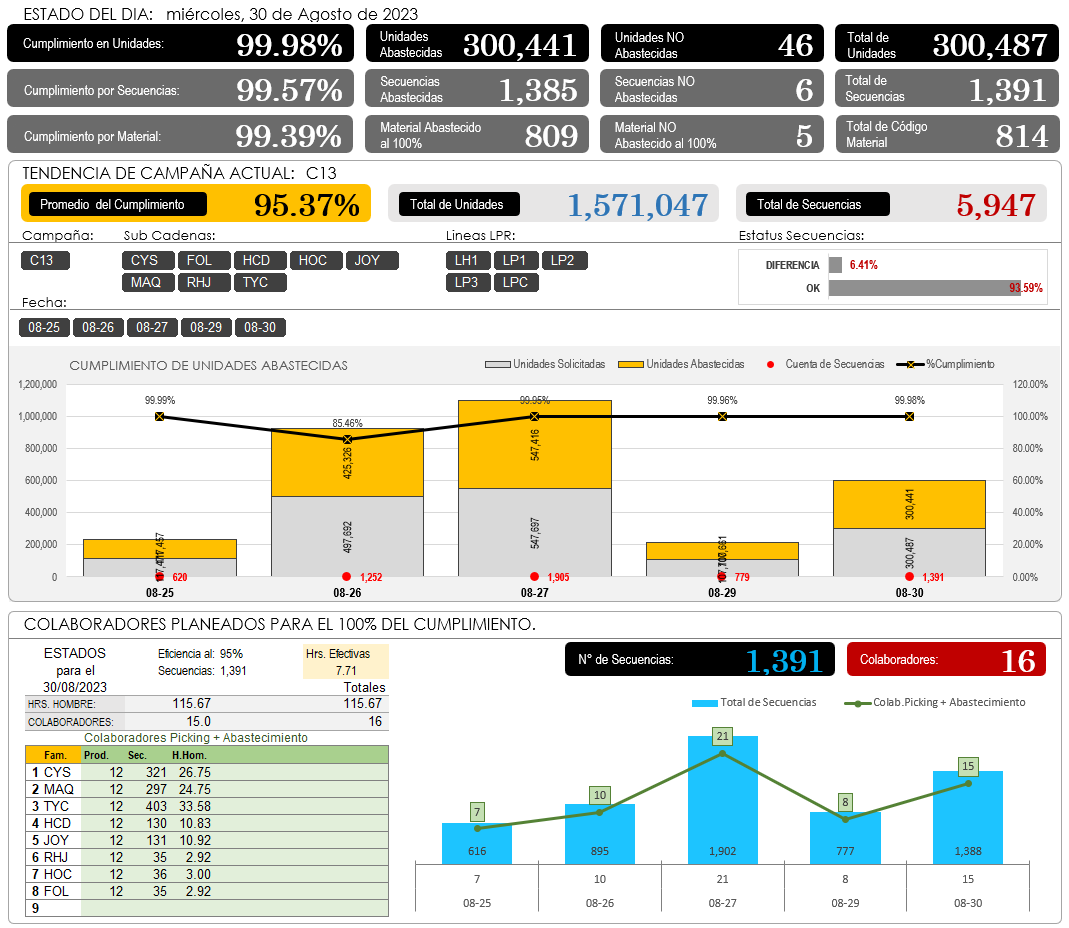 ESTADO DEL DIA: miércoles, 30 de Agosto de 2023
Cumplimiento en Unidades: 99.98%
Unidades Abastecidas 300,441
Unidades NO Abastecidas 46
Total de Unidades 300,487
Cumplimiento por Secuencias: 99.57%
Secuencias Abastecidas 1,385
Secuencias NO Abastecidas 6
Total de Secuencias 1,391
Cumplimiento por Material: 99.39%
Material Abastecido al 100% 809
Material NO Abastecido al 100% 5
Total de Código Material 814
TENDENCIA DE CAMPAÑA ACTUAL: C13
Promedio del Cumplimiento 95.37%
Total de Unidades 1,571,047
Total de Secuencias 5,947
Campaña: Sub Cadenas: Lineas LPR: Estatus Secuencias:
C13 CYS FOL HCD HOC JOY LH1 LP1 LP2
MAQ RHJ TYC LP3 LPC
DIFERENCIA 6.41%
OK 93.59%
Fecha:
08-25 08-26 08-27 08-29 08-30
CUMPLIMIENTO DE UNIDADES ABASTECIDAS
Unidades Solicitadas Unidades Abastecidas Cuenta de Secuencias %Cumplimiento
1,200,000 120.00%
99.99% 85.46% 99.95% 99.96% 99.98%
1,000,000 100.00%
800,000 80.00%
425,326 547,416 300,441
600,000 60.00%
400,000 40.00%
497,692 547,697 300,487
200,000 20.00%
0 620 1,252 1,905 779 1,391 0.00%
08-25 08-26 08-27 08-29 08-30
COLABORADORES PLANEADOS PARA EL 100% DEL CUMPLIMIENTO.
ESTADOS Eficiencia al: 95% Hrs. Efectivas
para el Secuencias: 1,391 7.71
30/08/2023 Totales
HRS. HOMBRE: 115.67 115.67
COLABORADORES: 15.0 16
Colaboradores Picking + Abastecimiento
Fam. Prod. Sec. H.Hom.
1 CYS 12 321 26.75
2 MAQ 12 297 24.75
3 TYC 12 403 33.58
4 HCD 12 130 10.83
5 JOY 12 131 10.92
6 RHJ 12 35 2.92
7 HOC 12 36 3.00
8 FOL 12 35 2.92
9
N° de Secuencias: 1,391
Colaboradores: 16
Total de Secuencias Colab.Picking + Abastecimiento
7 10 21 8 15
616 895 1,902 777 1,388
7 10 21 8 15
08-25 08-26 08-27 08-29 08-30